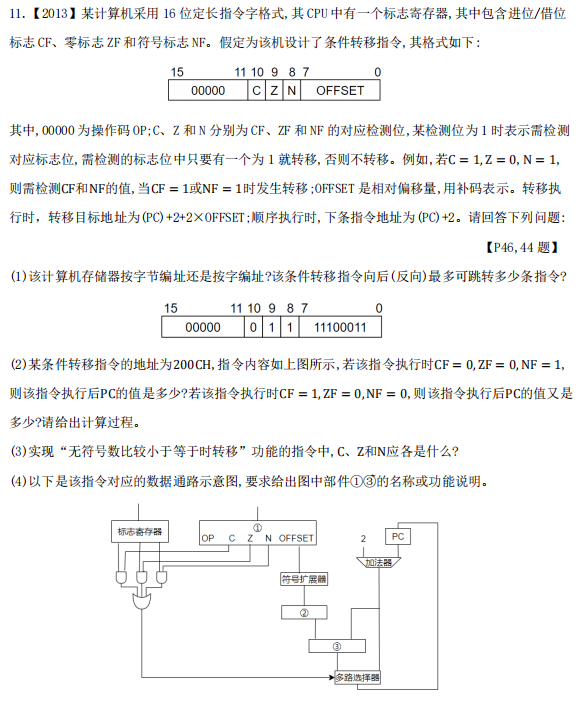 11.【2013】某计算机采用 16 位定长指令字格式,其 CPU 中有一个标志寄存器,其中包含进位/借位
标志 CF、零标志 ZF 和符号标志 NF。假定为该机设计了条件转移指令,其格式如下:
15 11 10 9 8 7 0
00000 C Z N OFFSET
其中,00000 为操作码 OP;C、Z 和 N 分别为 CF、ZF 和 NF 的对应检测位,某检测位为 1 时表示需检测
对应标志位,需检测的标志位中只要有一个为 1 就转移,否则不转移。例如,若C = 1, Z = 0, N = 1,
则需检测CF和NF的值,当CF = 1或NF = 1时发生转移;OFFSET 是相对偏移量,用补码表示。转移执
行时, 转移目标地址为(PC)+2+2×OFFSET;顺序执行时,下条指令地址为(PC)+2。请回答下列问题:
【P46,44 题】
(1)该计算机存储器按字节编址还是按字编址?该条件转移指令向后(反向)最多可跳转多少条指令?
15 11 10 9 8 7 0
00000 0 1 1 11100011
(2)某条件转移指令的地址为200CH,指令内容如上图所示,若该指令执行时CF = 0, ZF = 0, NF = 1,
则该指令执行后PC的值是多少?若该指令执行时CF = 1, ZF = 0, NF = 0,则该指令执行后PC的值又是
多少?请给出计算过程。
(3)实现“无符号数比较小于等于时转移”功能的指令中,C、Z和N应各是什么?
(4)以下是该指令对应的数据通路示意图,要求给出图中部件①③的名称或功能说明。
标志寄存器
①
OP C Z N OFFSET
2
PC
加法器
符号扩展器
②
③
多路选择器